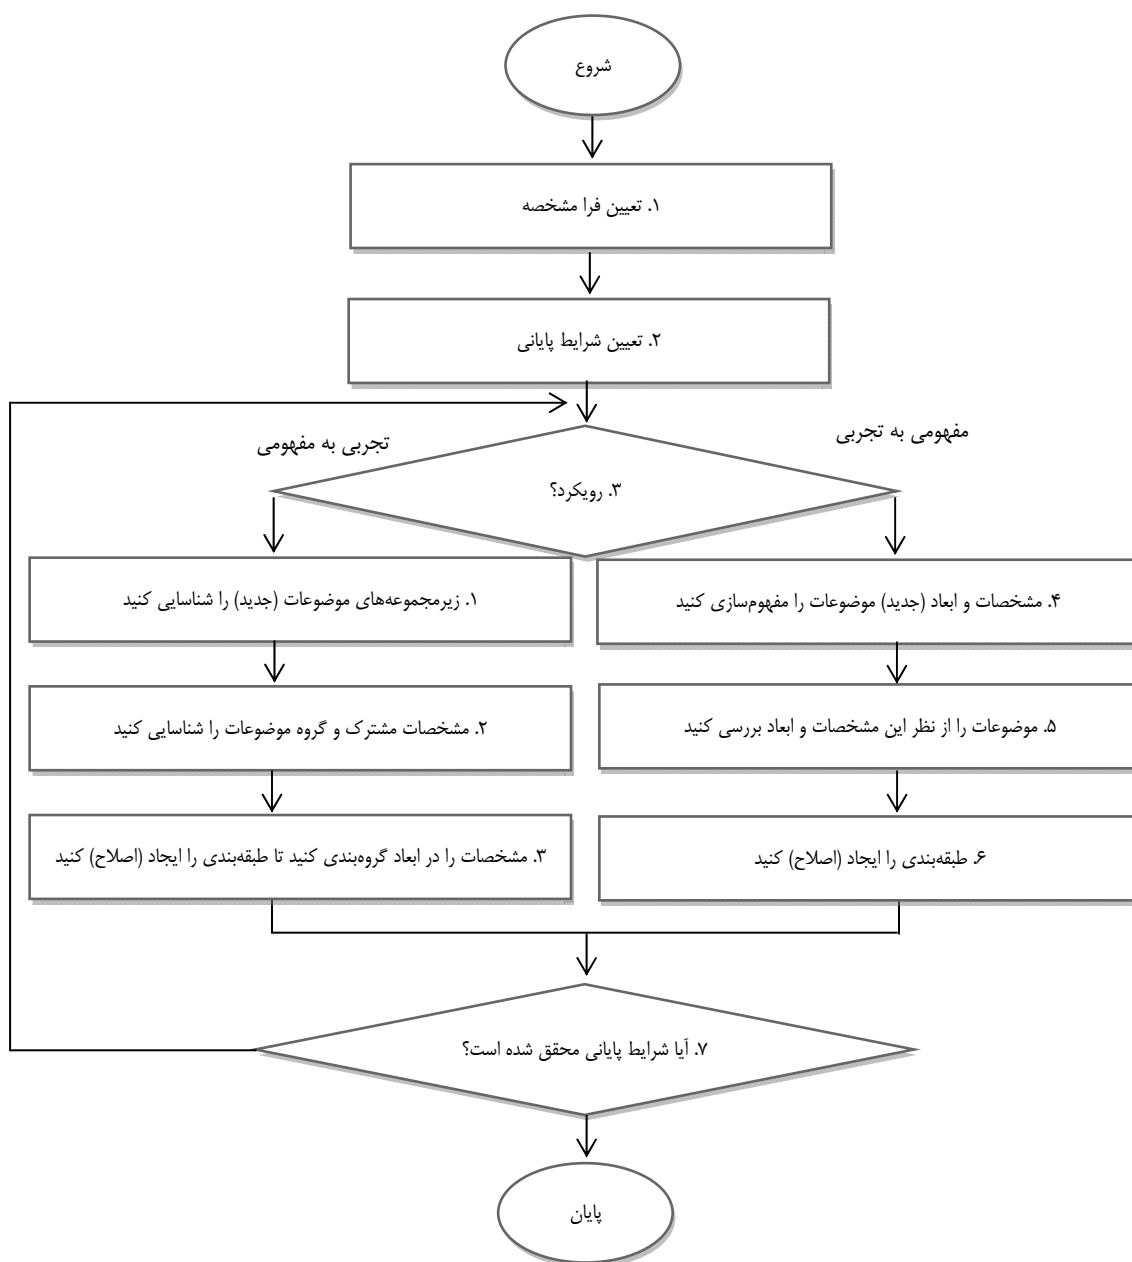 شروع
۱. تعیین فرا مشخصه
۲. تعیین شرایط پایانی
مفهومی به تجربی
تجربی به مفهومی
۳. رویکرد؟
۴. مشخصات و ابعاد (جدید) موضوعات را مفهوم‌سازی کنید
۱. زیرمجموعه‌های موضوعات (جدید) را شناسایی کنید
۵. موضوعات را از نظر این مشخصات و ابعاد بررسی کنید
۲. مشخصات مشترک و گروه موضوعات را شناسایی کنید
۶. طبقه‌بندی را ایجاد (اصلاح) کنید
۳. مشخصات را در ابعاد گروه‌بندی کنید تا طبقه‌بندی را ایجاد (اصلاح) کنید
۷. آیا شرایط پایانی محقق شده است؟
پایان